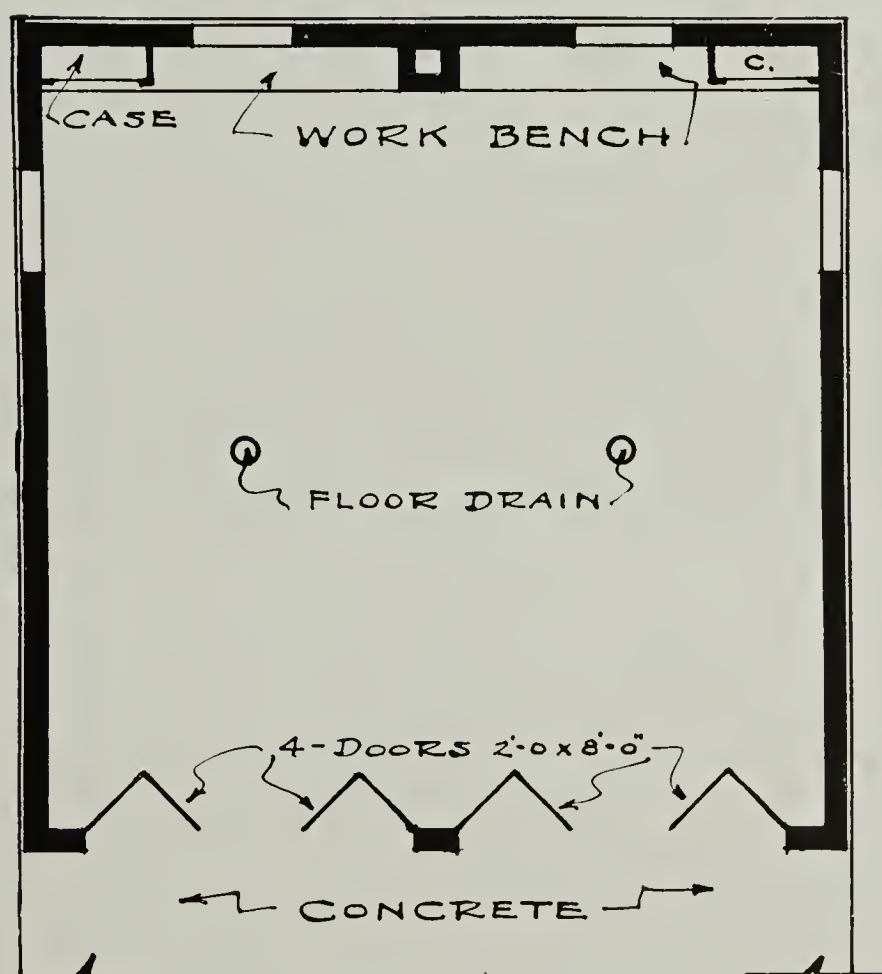 C.
CASE
WORK BENCH
FLOOR DRAIN
4-DOORS 2'-0 x 8'-0"
CONCRETE